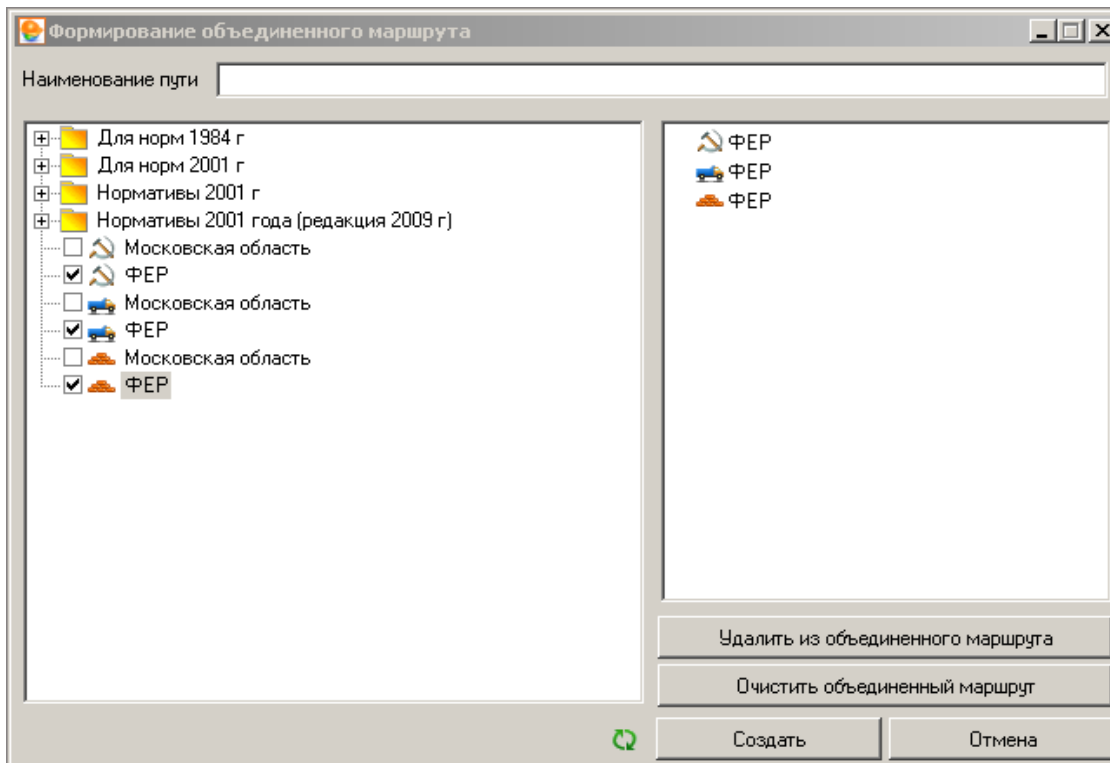 Формирование объединенного маршрута
Наименование пути
Для норм 1984 г
Для норм 2001 г
Нормативы 2001 г
Нормативы 2001 года (редакция 2009 г)
Московская область
ФЕР
Московская область
ФЕР
Московская область
ФЕР
ФЕР
ФЕР
ФЕР
Удалить из объединенного маршрута
Очистить объединенный маршрут
Создать
Отмена